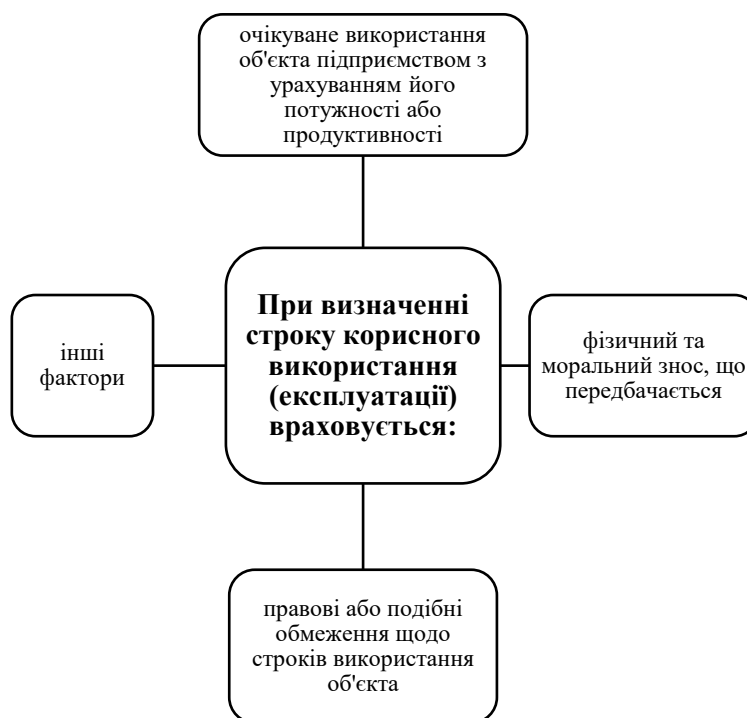 очікуване використання
об'єкта підприємством з
урахуванням його
потужності або
продуктивності
При визначенні
строку корисного
використання
(експлуатації)
враховується:
інші
фактори
фізичний та
моральний знос, що
передбачається
правові або подібні
обмеження щодо
строків використання
об'єкта